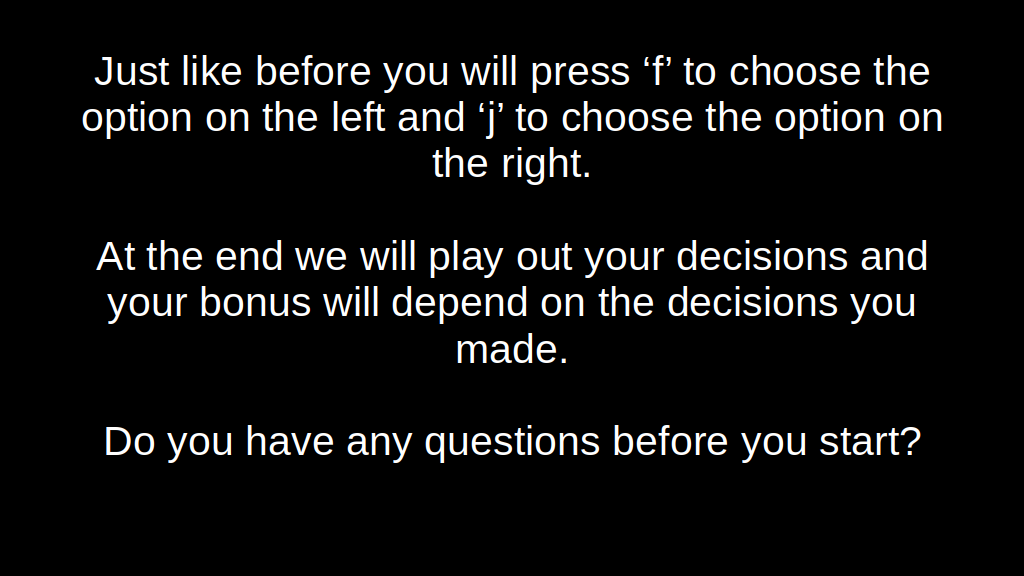 Just like before you will press ‘f’ to choose the
option on the left and ‘j’ to choose the option on
the right.
At the end we will play out your decisions and
your bonus will depend on the decisions you
made.
Do you have any questions before you start?